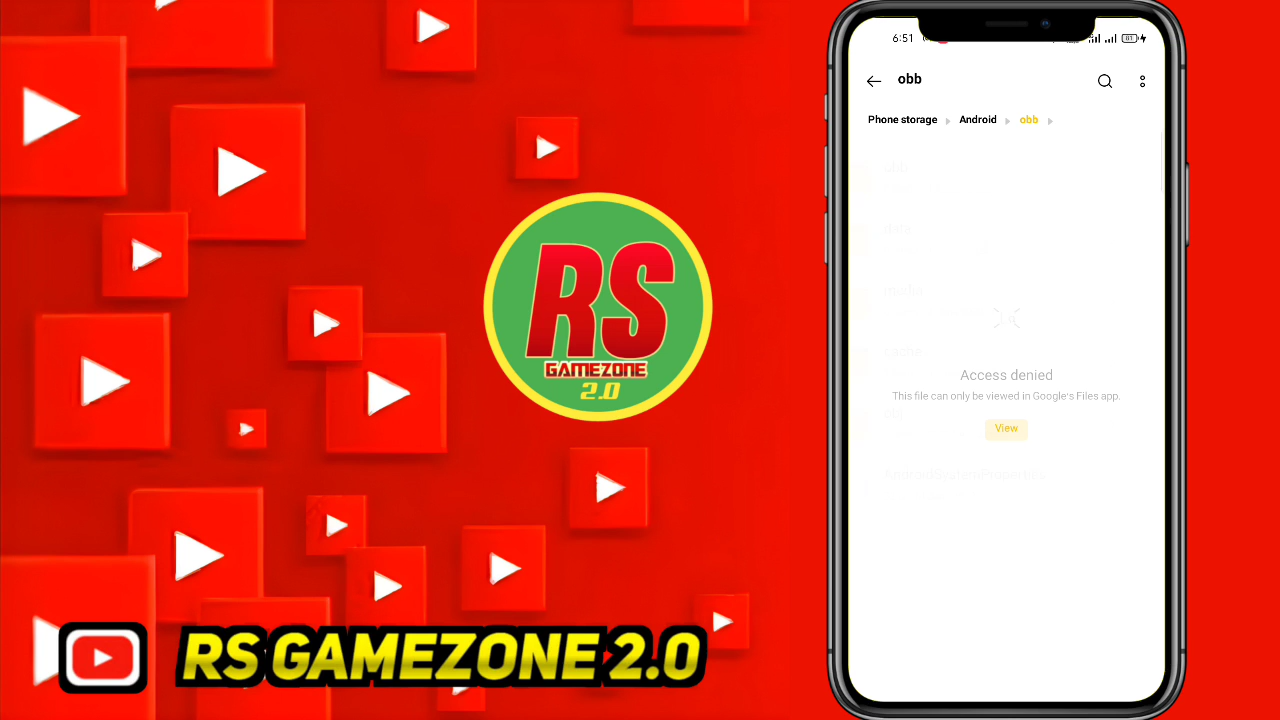 RS
GAMEZONE
2.0
RS GAMEZONE 2.0
6:51
81
obb
Phone storage
Android
obb
Access denied
This file can only be viewed in Google's Files app.
View